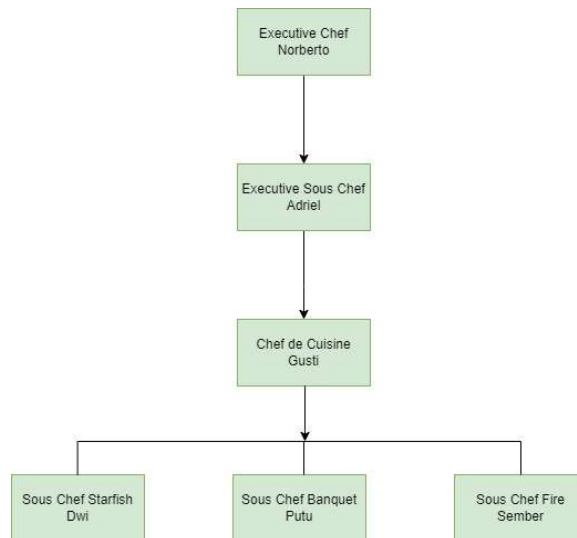 Executive Chef
Norberto
Executive Sous Chef
Adriel
Chef de Cuisine
Gusti
Sous Chef Starfish
Dwi
Sous Chef Banquet
Putu
Sous Chef Fire
Sember